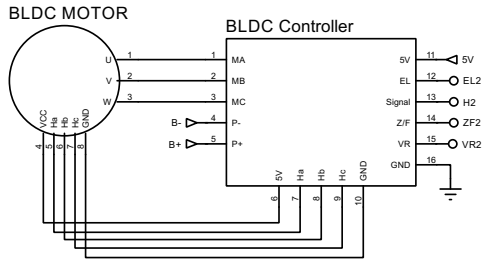 BLDC MOTOR
BLDC Controller
U 1 1 MA
V 2 2 MB
W 3 3 MC
B- 4 P-
B+ 5 P+
5V 11 5V
EL 12 EL2
Signal 13 H2
Z/F 14 ZF2
VR 15 VR2
GND 16
VCC Ha Hb Hc GND
4 5 6 7 8
5V Ha Hb Hc GND
6 7 8 9 10